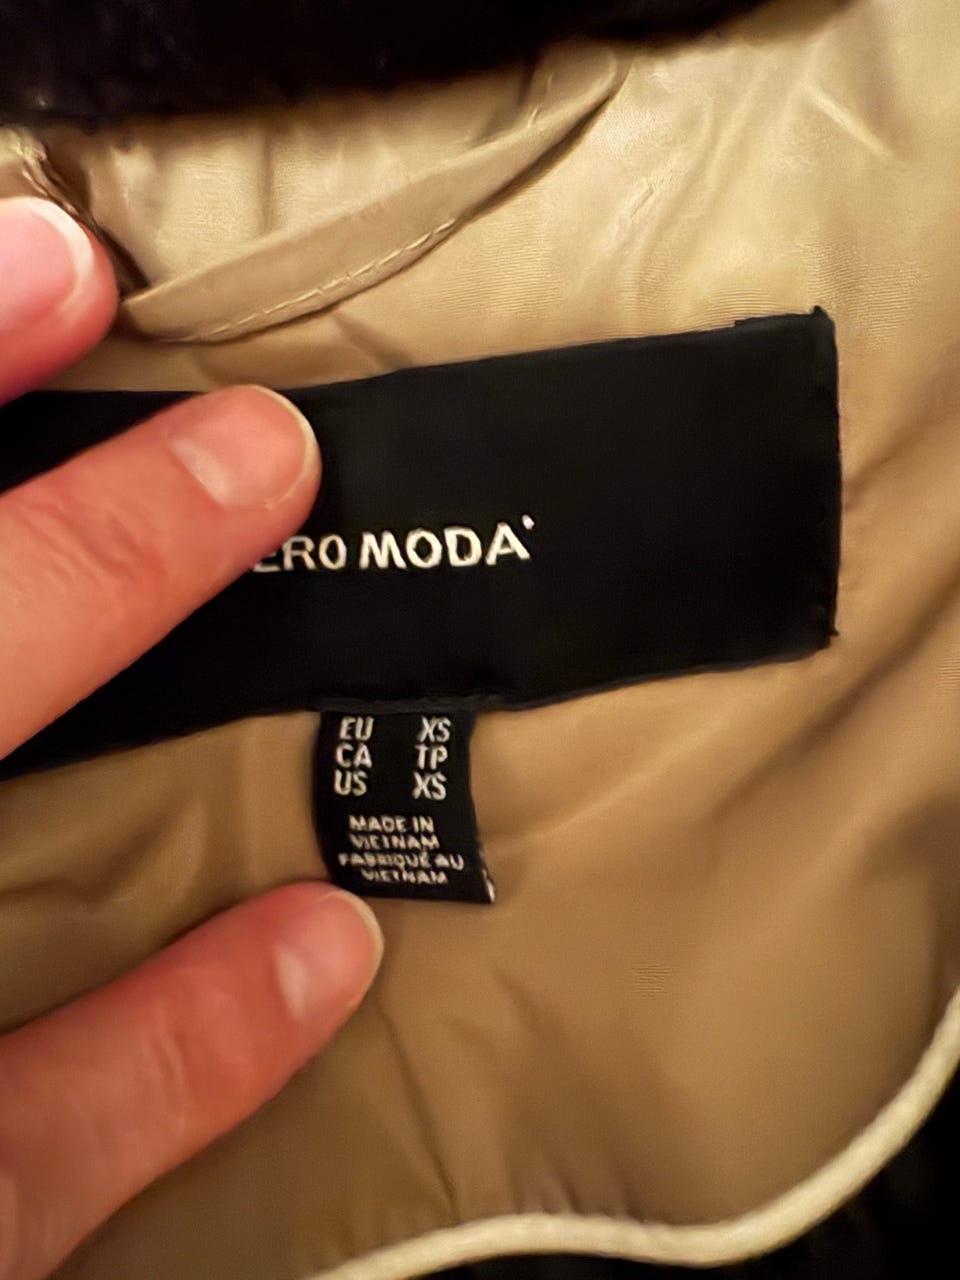 ERO MODA
EU XS
CA TP
US XS
MADE IN
VIETNAM
FABRIQUÉ AU
VIETNAM